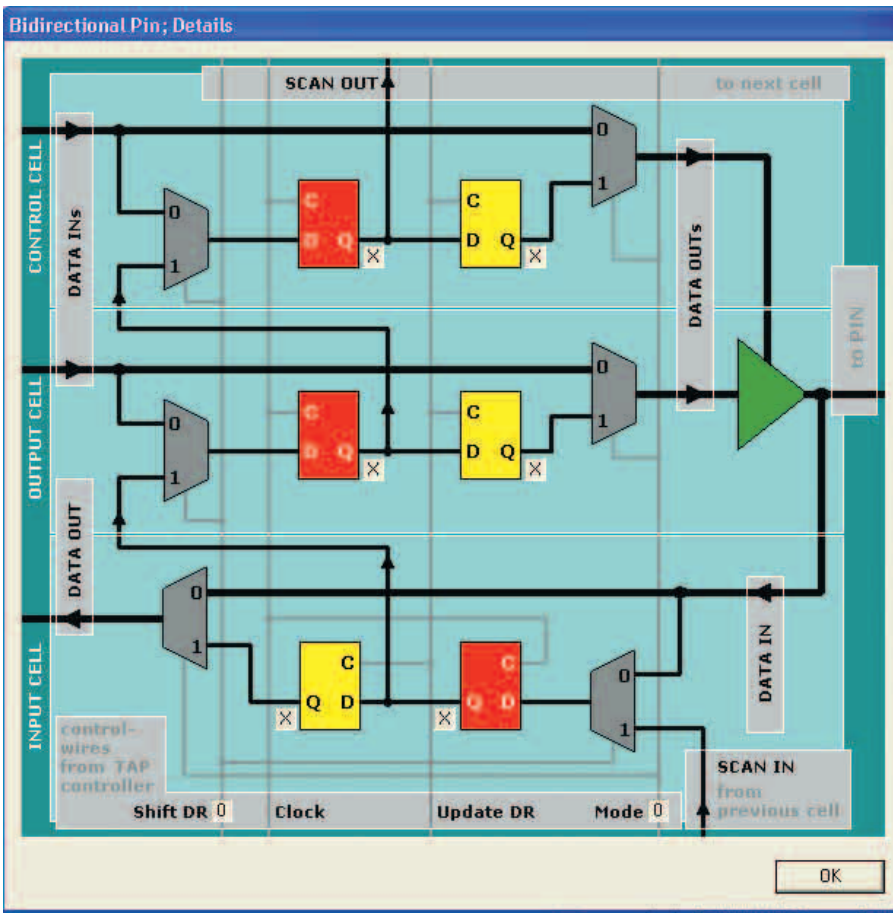 Bidirectional Pin; Details
SCAN OUT
to next cell
CONTROL CELL
DATA INs
0
1
C
D Q
X
C
D Q
X
0
1
DATA OUTs
to PIN
OUTPUT CELL
0
1
C
D Q
X
C
D Q
X
0
1
INPUT CELL
DATA OUT
0
1
C
Q D
X
C
Q D
X
0
1
DATA IN
control-
wires
from TAP
controller
SCAN IN
from
previous cell
Shift DR 0 Clock Update DR Mode 0
OK